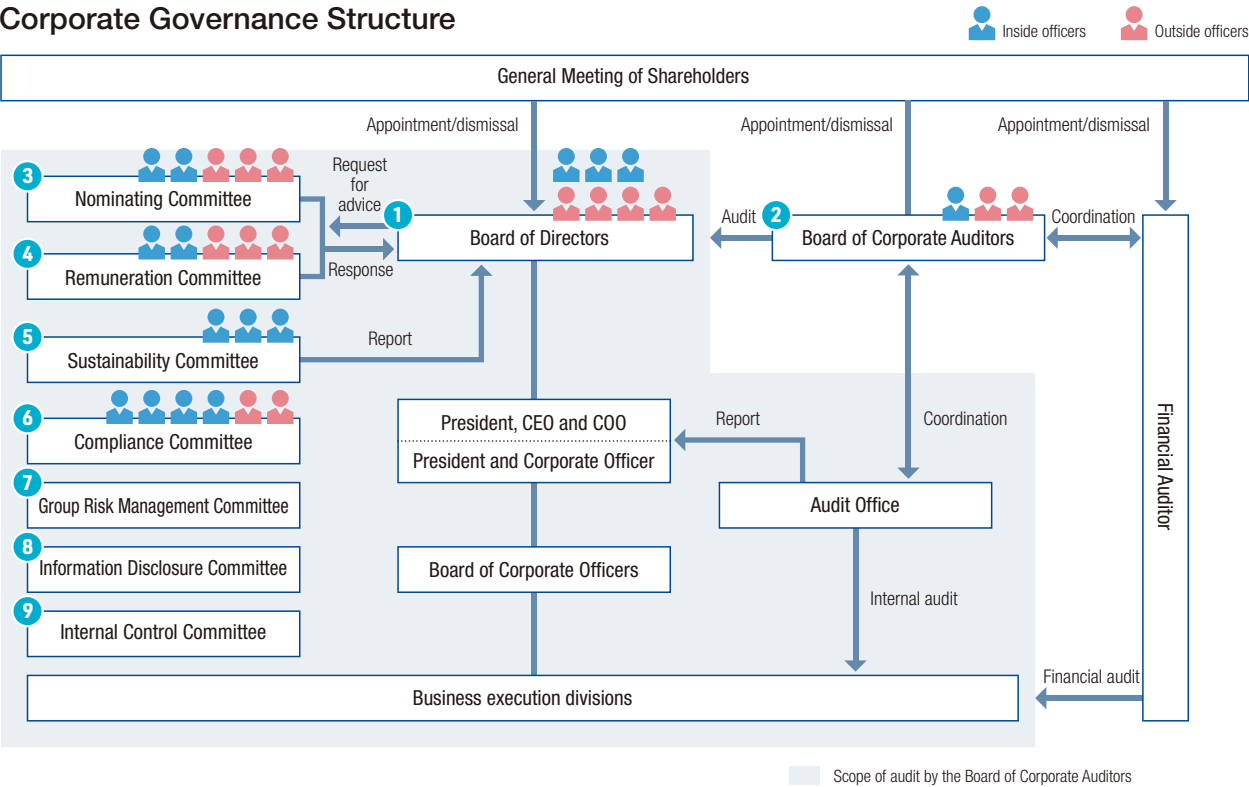 Corporate Governance Structure
Inside officers
Outside officers
General Meeting of Shareholders
Appointment/dismissal
Appointment/dismissal
Appointment/dismissal
3
Nominating Committee
Request
for
advice
1
Board of Directors
Audit
2
Board of Corporate Auditors
Coordination
4
Remuneration Committee
Response
5
Sustainability Committee
Report
6
Compliance Committee
President, CEO and COO
President and Corporate Officer
Report
Coordination
Financial Auditor
7
Group Risk Management Committee
Audit Office
8
Information Disclosure Committee
Board of Corporate Officers
Internal audit
9
Internal Control Committee
Business execution divisions
Financial audit
Scope of audit by the Board of Corporate Auditors